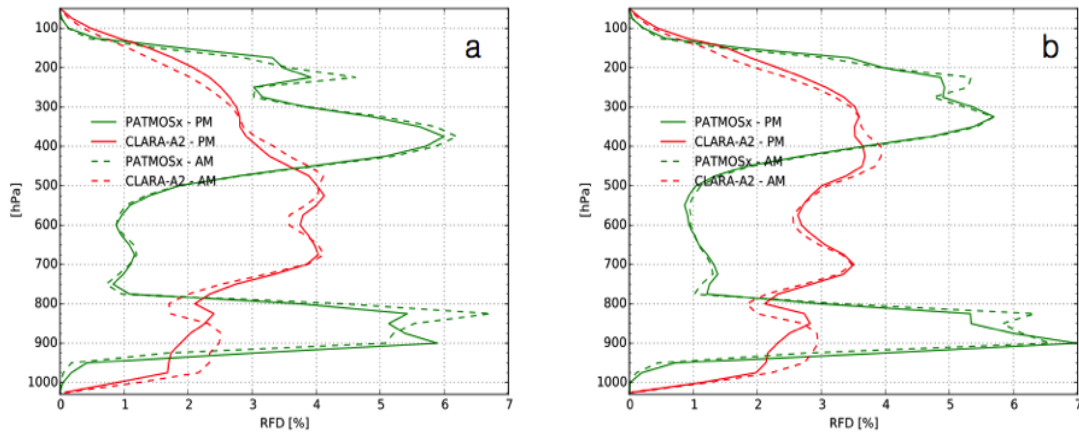 a
100
200
300
400
500
600
700
800
900
1000
[hPa]
PATMOSx - PM
CLARA-A2 - PM
PATMOSx - AM
CLARA-A2 - AM
0 1 2 3 4 5 6 7
RFD [%]
b
100
200
300
400
500
600
700
800
900
1000
[hPa]
PATMOSx - PM
CLARA-A2 - PM
PATMOSx - AM
CLARA-A2 - AM
0 1 2 3 4 5 6 7
RFD [%]